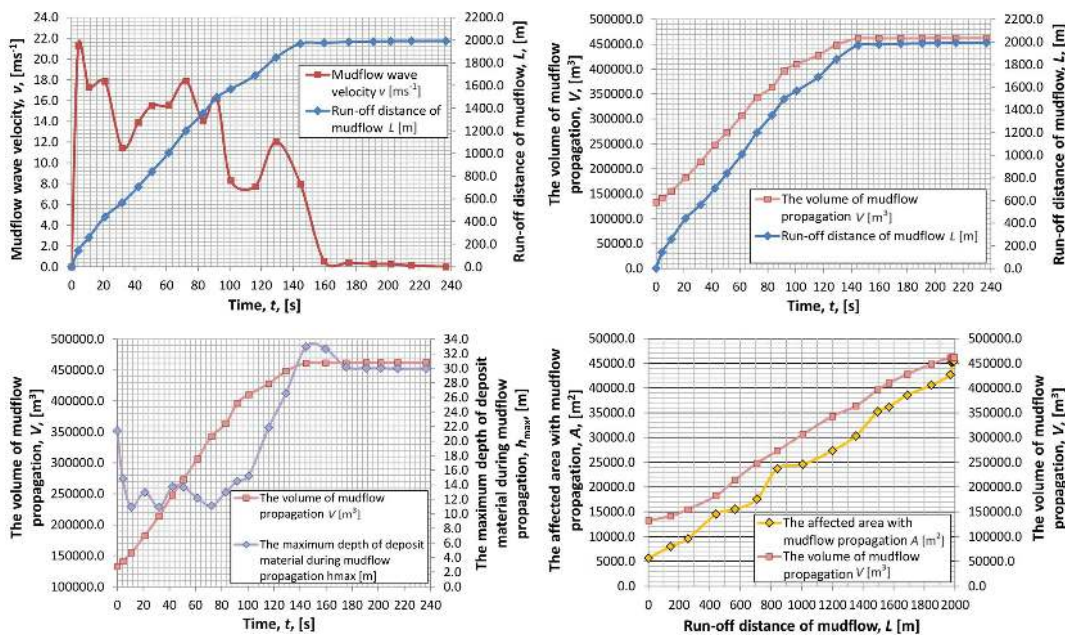 Mudflow wave velocity, v, [ms⁻¹]
24.0
22.0
20.0
18.0
16.0
14.0
12.0
10.0
8.0
6.0
4.0
2.0
0.0
Mudflow wave
velocity v [ms⁻¹]
Run-off distance of
mudflow L [m]
2200.0
2000.0
1800.0
1600.0
1400.0
1200.0
1000.0
800.0
600.0
400.0
200.0
0.0
Run-off distance of mudflow, L, [m]
0 20 40 60 80 100 120 140 160 180 200 220 240
Time, t, [s]
The volume of mudflow
propagation, V, [m³]
500000.0
450000.0
400000.0
350000.0
300000.0
250000.0
200000.0
150000.0
100000.0
50000.0
0.0
The volume of mudflow
propagation V [m³]
Run-off distance of mudflow L [m]
2200.0
2000.0
1800.0
1600.0
1400.0
1200.0
1000.0
800.0
600.0
400.0
200.0
0.0
Run-off distance of mudflow, L, [m]
0 20 40 60 80 100 120 140 160 180 200 220 240
Time, t, [s]
The volume of mudflow
propagation, V, [m³]
500000.0
450000.0
400000.0
350000.0
300000.0
250000.0
200000.0
150000.0
100000.0
The volume of mudflow
propagation V [m³]
The maximum depth of deposit
material during mudflow
propagation hmax [m]
34.0
32.0
30.0
28.0
26.0
24.0
22.0
20.0
18.0
16.0
14.0
12.0
10.0
8.0
6.0
4.0
2.0
0.0
The maximum depth of deposit
material during mudflow
propagation, hmax, [m]
0 20 40 60 80 100 120 140 160 180 200 220 240
Time, t, [s]
The affected area with mudflow
propagation, A, [m²]
50000.0
45000.0
40000.0
35000.0
30000.0
25000.0
20000.0
15000.0
10000.0
5000.0
0.0
The affected area with
mudflow propagation A [m²]
The volume of mudflow
propagation V [m³]
500000.0
450000.0
400000.0
350000.0
300000.0
250000.0
200000.0
150000.0
100000.0
50000.0
0.0
The volume of mudflow
propagation, V, [m³]
0 200 400 600 800 1000 1200 1400 1600 1800 2000
Run-off distance of mudflow, L [m]